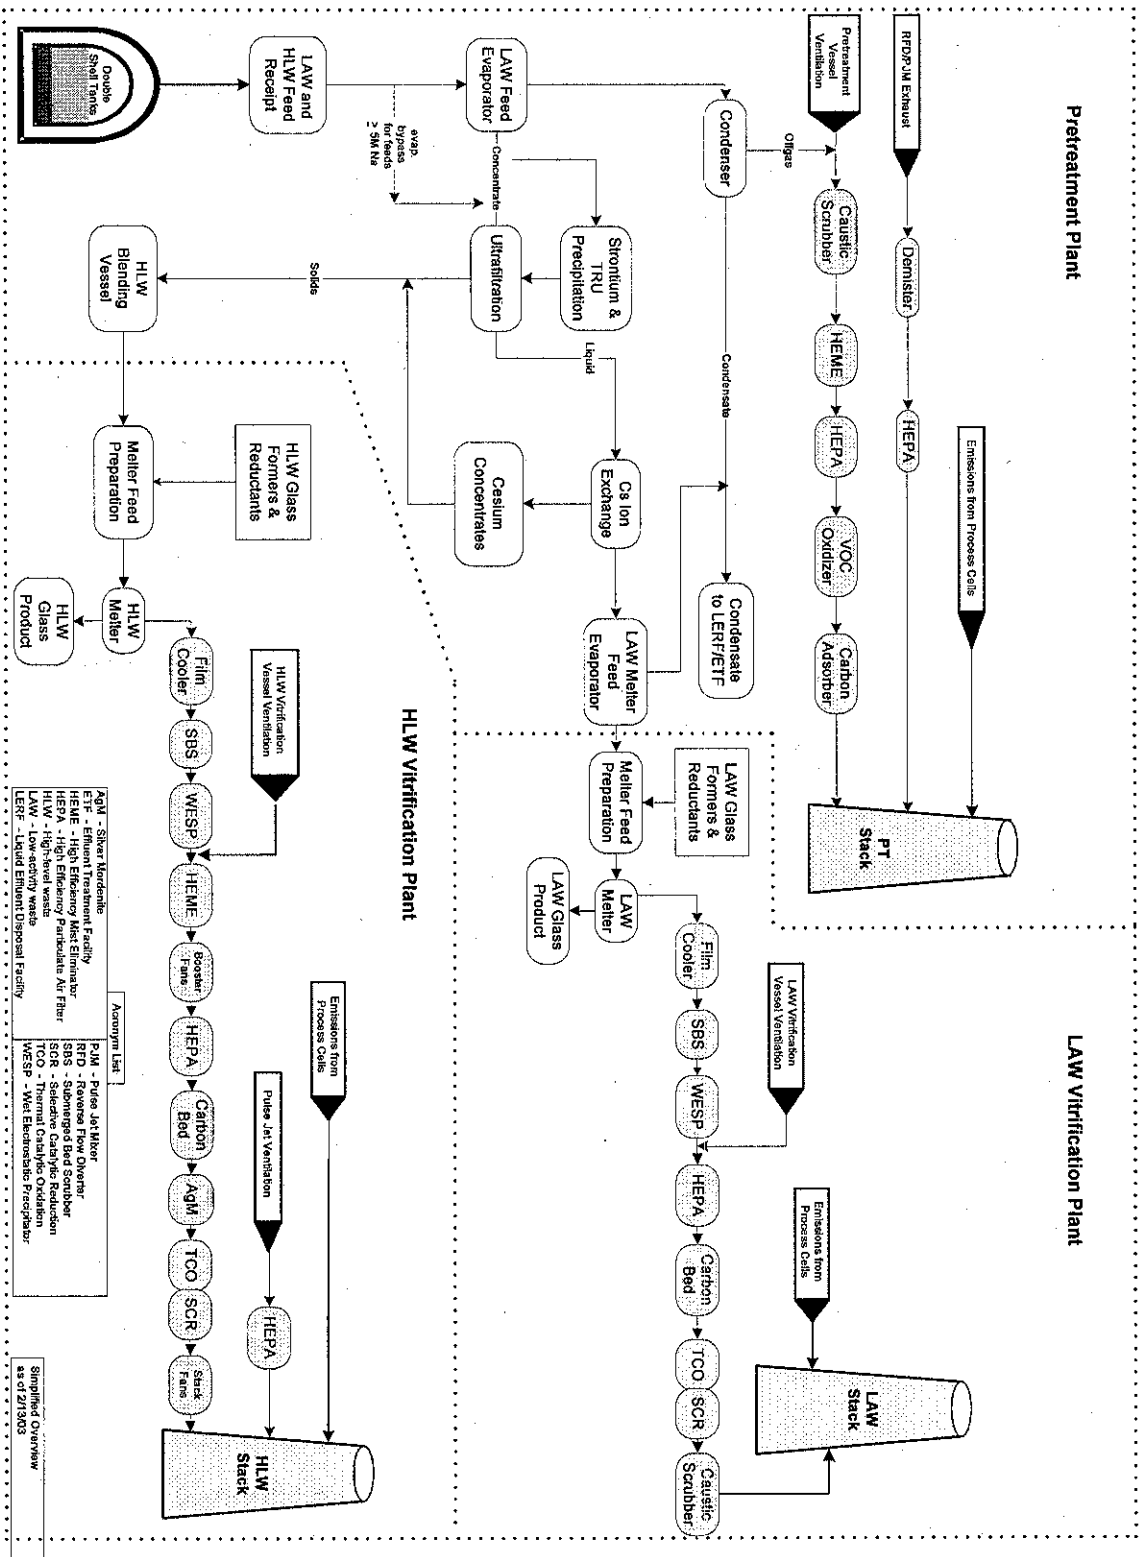 Pretreatment Plant
RFD/PJM Exhaust
Demister
HEPA
Emissions from Process Cells
Pretreatment
Vessel
Ventilation
Caustic
Scrubber
HEME
HEPA
VOC
Oxidizer
Carbon
Adsorber
PT
Stack
Offgas
Condenser
Condensate
Condensate
to LERF/ETF
Double
Shell Tanks
LAW and
HLW Feed
Receipt
LAW Feed
Evaporator
evap.
bypass
for feeds
≥ 5M Na
Concentrate
Strontium &
TRU
Precipitation
Ultrafiltration
Solids
Liquid
Cs Ion
Exchange
Cesium
Concentrates
LAW Melter
Feed
Evaporator
HLW
Blending
Vessel
LAW Vitrification Plant
LAW Glass
Formers &
Reductants
Melter Feed
Preparation
LAW
Melter
LAW Glass
Product
Film
Cooler
SBS
WESP
LAW Vitrification
Vessel Ventilation
HEPA
Carbon
Bed
TCO
SCR
Caustic
Scrubber
Emissions from
Process Cells
LAW
Stack
HLW Vitrification Plant
HLW Glass
Formers &
Reductants
Melter Feed
Preparation
HLW
Melter
HLW
Glass
Product
Film
Cooler
SBS
WESP
HLW Vitrification
Vessel Ventilation
HEME
Booster
Fans
HEPA
Carbon
Bed
AgM
TCO
SCR
Stack
Fans
Emissions from
Process Cells
Pulse Jet Ventilation
HEPA
HLW
Stack
Acronym List
AgM - Silver Mordenite
ETF - Effluent Treatment Facility
HEME - High Efficiency Mist Eliminator
HEPA - High Efficiency Particulate Air Filter
HLW - High-level waste
LAW - Low-activity waste
LERF - Liquid Effluent Disposal Facility
PJM - Pulse Jet Mixer
RFD - Reverse Flow Diverter
SBS - Submerged Bed Scrubber
SCR - Selective Catalytic Reduction
TCO - Thermal Catalytic Oxidation
WESP - Wet Electrostatic Precipitator
Simplified Overview
as of 2/13/03